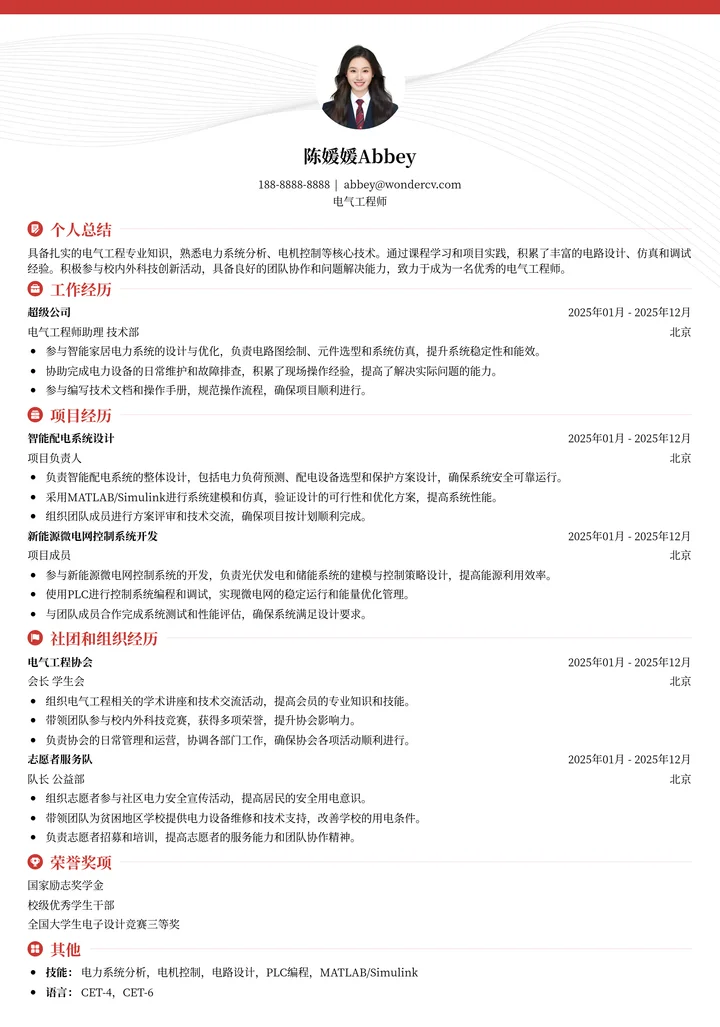 陈媛媛Abbey
188-8888-8888 | abbey@wondercv.com
电气工程师
个人总结
具备扎实的电气工程专业知识，熟悉电力系统分析、电机控制等核心技术。通过课程学习和项目实践，积累了丰富的电路设计、仿真和调试
经验。积极参与校内外科技创新活动，具备良好的团队协作和问题解决能力，致力于成为一名优秀的电气工程师。
工作经历
超级公司 2025年01月 - 2025年12月
电气工程师助理 技术部 北京
• 参与智能家居电力系统的设计与优化，负责电路图绘制、元件选型和系统仿真，提升系统稳定性和能效。
• 协助完成电力设备的日常维护和故障排查，积累了现场操作经验，提高了解决实际问题的能力。
• 参与编写技术文档和操作手册，规范操作流程，确保项目顺利进行。
项目经历
智能配电系统设计 2025年01月 - 2025年12月
项目负责人 北京
• 负责智能配电系统的整体设计，包括电力负荷预测、配电设备选型和保护方案设计，确保系统安全可靠运行。
• 采用MATLAB/Simulink进行系统建模和仿真，验证设计的可行性和优化方案，提高系统性能。
• 组织团队成员进行方案评审和技术交流，确保项目按计划顺利完成。
新能源微电网控制系统开发 2025年01月 - 2025年12月
项目成员 北京
• 参与新能源微电网控制系统的开发，负责光伏发电和储能系统的建模与控制策略设计，提高能源利用效率。
• 使用PLC进行控制系统编程和调试，实现微电网的稳定运行和能量优化管理。
• 与团队成员合作完成系统测试和性能评估，确保系统满足设计要求。
社团和组织经历
电气工程协会 2025年01月 - 2025年12月
会长 学生会 北京
• 组织电气工程相关的学术讲座和技术交流活动，提高会员的专业知识和技能。
• 带领团队参与校内外科技竞赛，获得多项荣誉，提升协会影响力。
• 负责协会的日常管理和运营，协调各部门工作，确保协会各项活动顺利进行。
志愿者服务队 2025年01月 - 2025年12月
队长 公益部 北京
• 组织志愿者参与社区电力安全宣传活动，提高居民的安全用电意识。
• 带领团队为贫困地区学校提供电力设备维修和技术支持，改善学校的用电条件。
• 负责志愿者招募和培训，提高志愿者的服务能力和团队协作精神。
荣誉奖项
国家励志奖学金
校级优秀学生干部
全国大学生电子设计竞赛三等奖
其他
• 技能： 电力系统分析，电机控制，电路设计，PLC编程，MATLAB/Simulink
• 语言： CET-4，CET-6